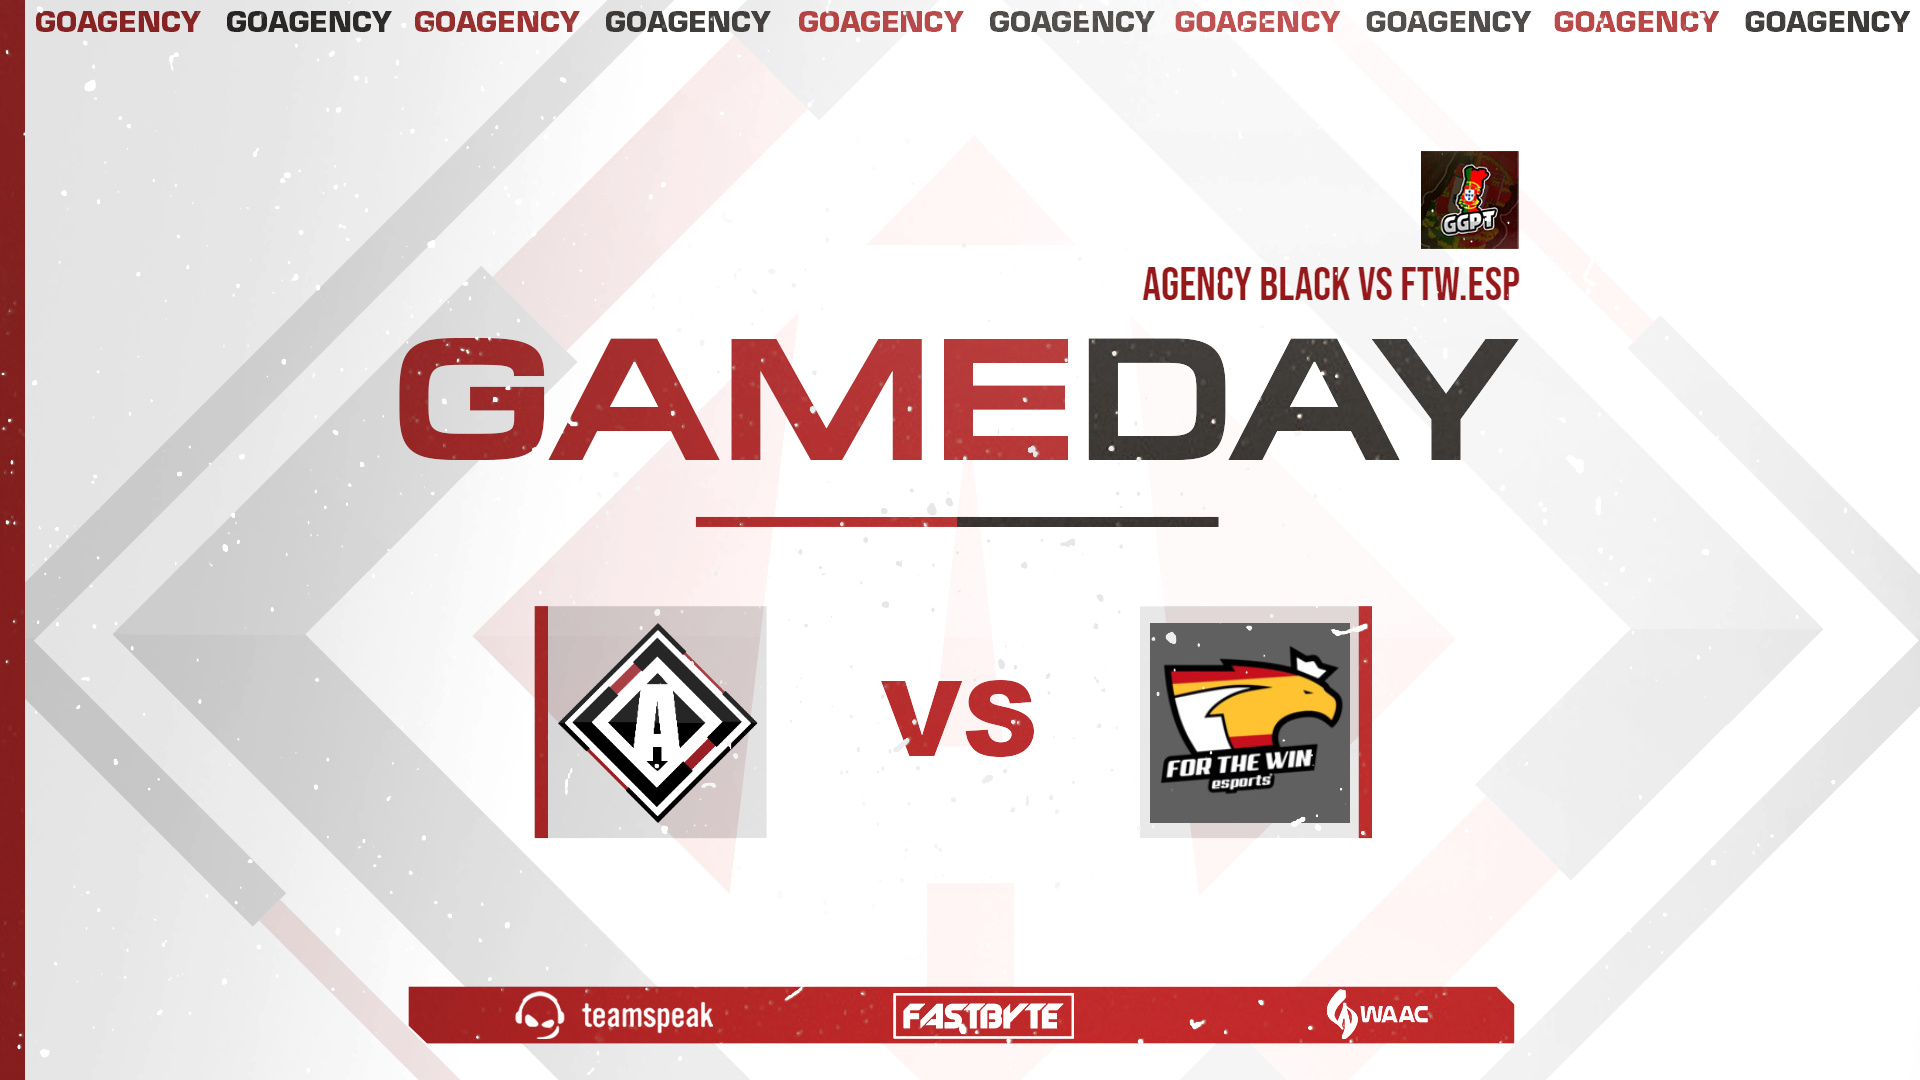 GOAGENCY GOAGENCY GOAGENCY GOAGENCY GOAGENCY GOAGENCY GOAGENCY GOAGENCY GOAGENCY GOAGENCY
GGPT
AGENCY BLACK VS FTW.ESP
GAMEDAY
A
VS
FOR THE WIN
esports
teamspeak
FASTBYTE
WAAC